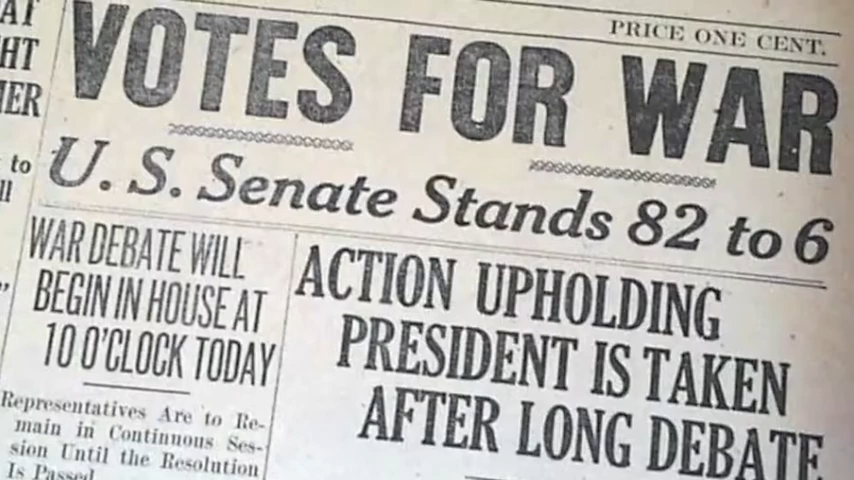 PRICE ONE CENT.
VOTES FOR WAR
U. S. Senate Stands 82 to 6
WAR DEBATE WILL
BEGIN IN HOUSE AT
10 O'CLOCK TODAY
Representatives Are to Re-
main in Continuous Ses-
sion Until the Resolution
Is Passed
ACTION UPHOLDING
PRESIDENT IS TAKEN
AFTER LONG DEBATE
to